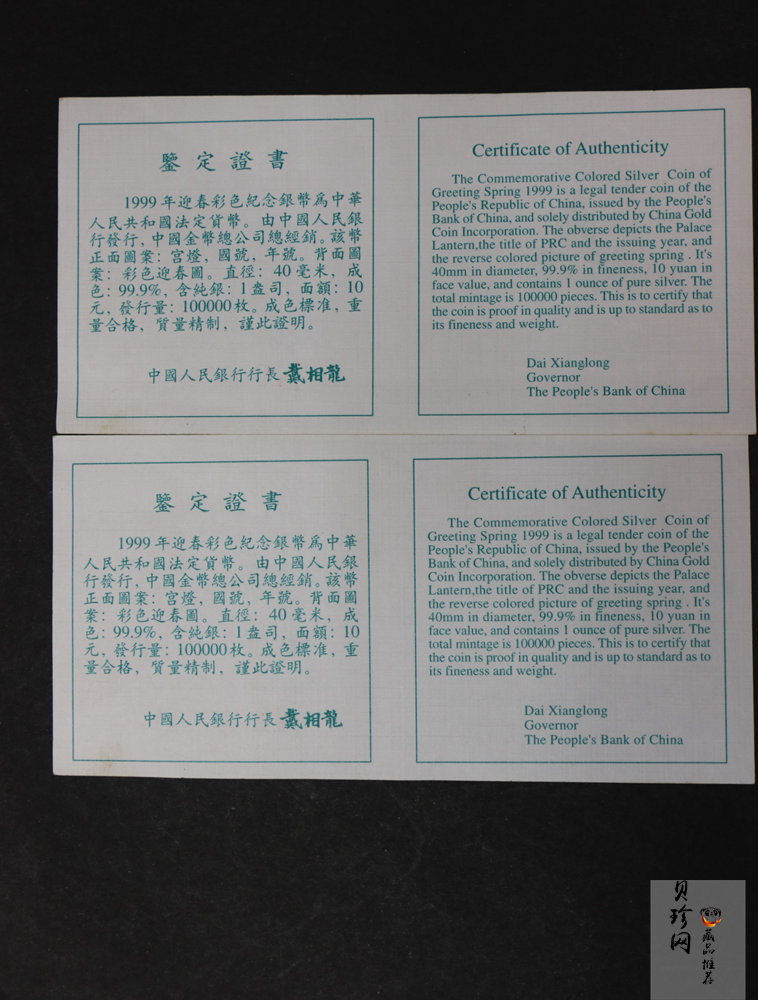 鑒定證書
1999年迎春彩色紀念銀幣爲中華
人民共和國法定貨幣。由中國人民銀
行發行，中國金幣總公司總經銷。該幣
正面圖案：宮燈，國號，年號。背面圖
案：彩色迎春圖。直徑：40毫米，成
色：99.9%，含純銀：1盎司，面額：10
元，發行量：100000枚。成色標准，重
量合格，質量精制，謹此證明。
中國人民銀行行長 戴相龍
Certificate of Authenticity
The Commemorative Colored Silver Coin of
Greeting Spring 1999 is a legal tender coin of the
People's Republic of China, issued by the People's
Bank of China, and solely distributed by China Gold
Coin Incorporation. The obverse depicts the Palace
Lantern,the title of PRC and the issuing year, and
the reverse colored picture of greeting spring . It's
40mm in diameter, 99.9% in fineness, 10 yuan in
face value, and contains 1 ounce of pure silver. The
total mintage is 100000 pieces. This is to certify that
the coin is proof in quality and is up to standard as to
its fineness and weight.
Dai Xianglong
Governor
The People's Bank of China
鑒定證書
1999年迎春彩色紀念銀幣爲中華
人民共和國法定貨幣。由中國人民銀
行發行，中國金幣總公司總經銷。該幣
正面圖案：宮燈，國號，年號。背面圖
案：彩色迎春圖。直徑：40毫米，成
色：99.9%，含純銀：1盎司，面額：10
元，發行量：100000枚。成色標准，重
量合格，質量精制，謹此證明。
中國人民銀行行長 戴相龍
Certificate of Authenticity
The Commemorative Colored Silver Coin of
Greeting Spring 1999 is a legal tender coin of the
People's Republic of China, issued by the People's
Bank of China, and solely distributed by China Gold
Coin Incorporation. The obverse depicts the Palace
Lantern,the title of PRC and the issuing year, and
the reverse colored picture of greeting spring . It's
40mm in diameter, 99.9% in fineness, 10 yuan in
face value, and contains 1 ounce of pure silver. The
total mintage is 100000 pieces. This is to certify that
the coin is proof in quality and is up to standard as to
its fineness and weight.
Dai Xianglong
Governor
The People's Bank of China
贝珍网
藏品推荐